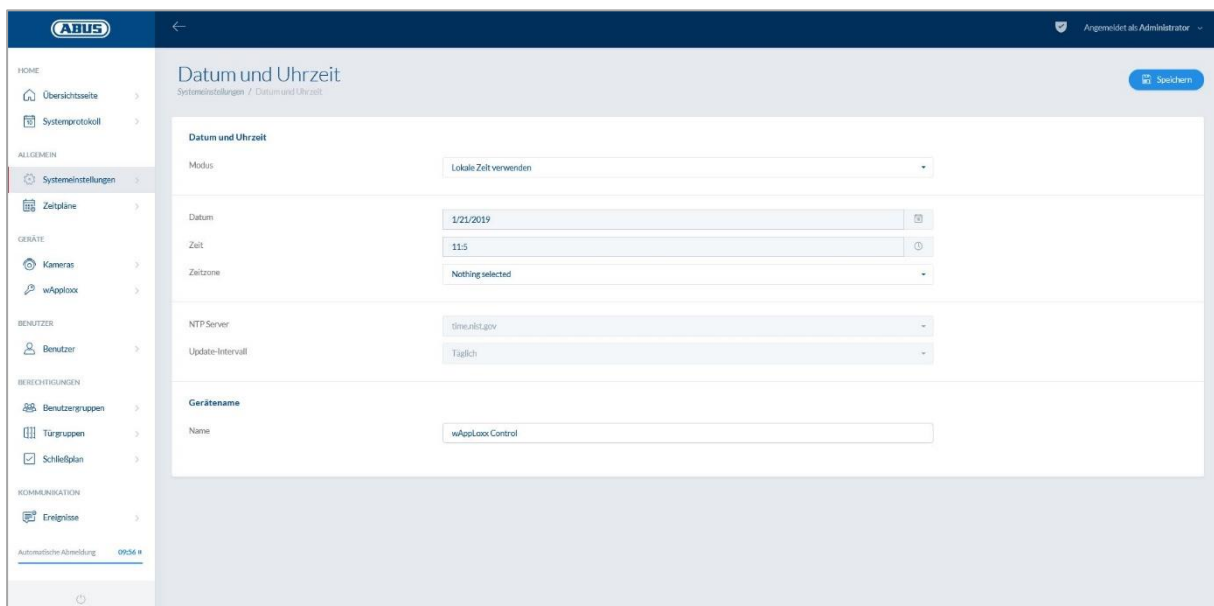 ABUS
Angemeldet als Administrator
HOME
Übersichtsseite
Systemprotokoll
ALLGEMEIN
Systemeinstellungen
Zeitpläne
GERÄTE
Kameras
wApploxx
BENUTZER
Benutzer
BERECHTIGUNGEN
Benutzergruppen
Türgruppen
Schließplan
KOMMUNIKATION
Ereignisse
Automatische Abmeldung 09:56
Datum und Uhrzeit
Systemeinstellungen / Datum und Uhrzeit
Speichern
Datum und Uhrzeit
Modus Lokale Zeit verwenden
Datum 1/21/2019
Zeit 11:5
Zeitzone Nothing selected
NTP Server time.nist.gov
Update-Intervall Täglich
Gerätename
Name wAppLoxx Control